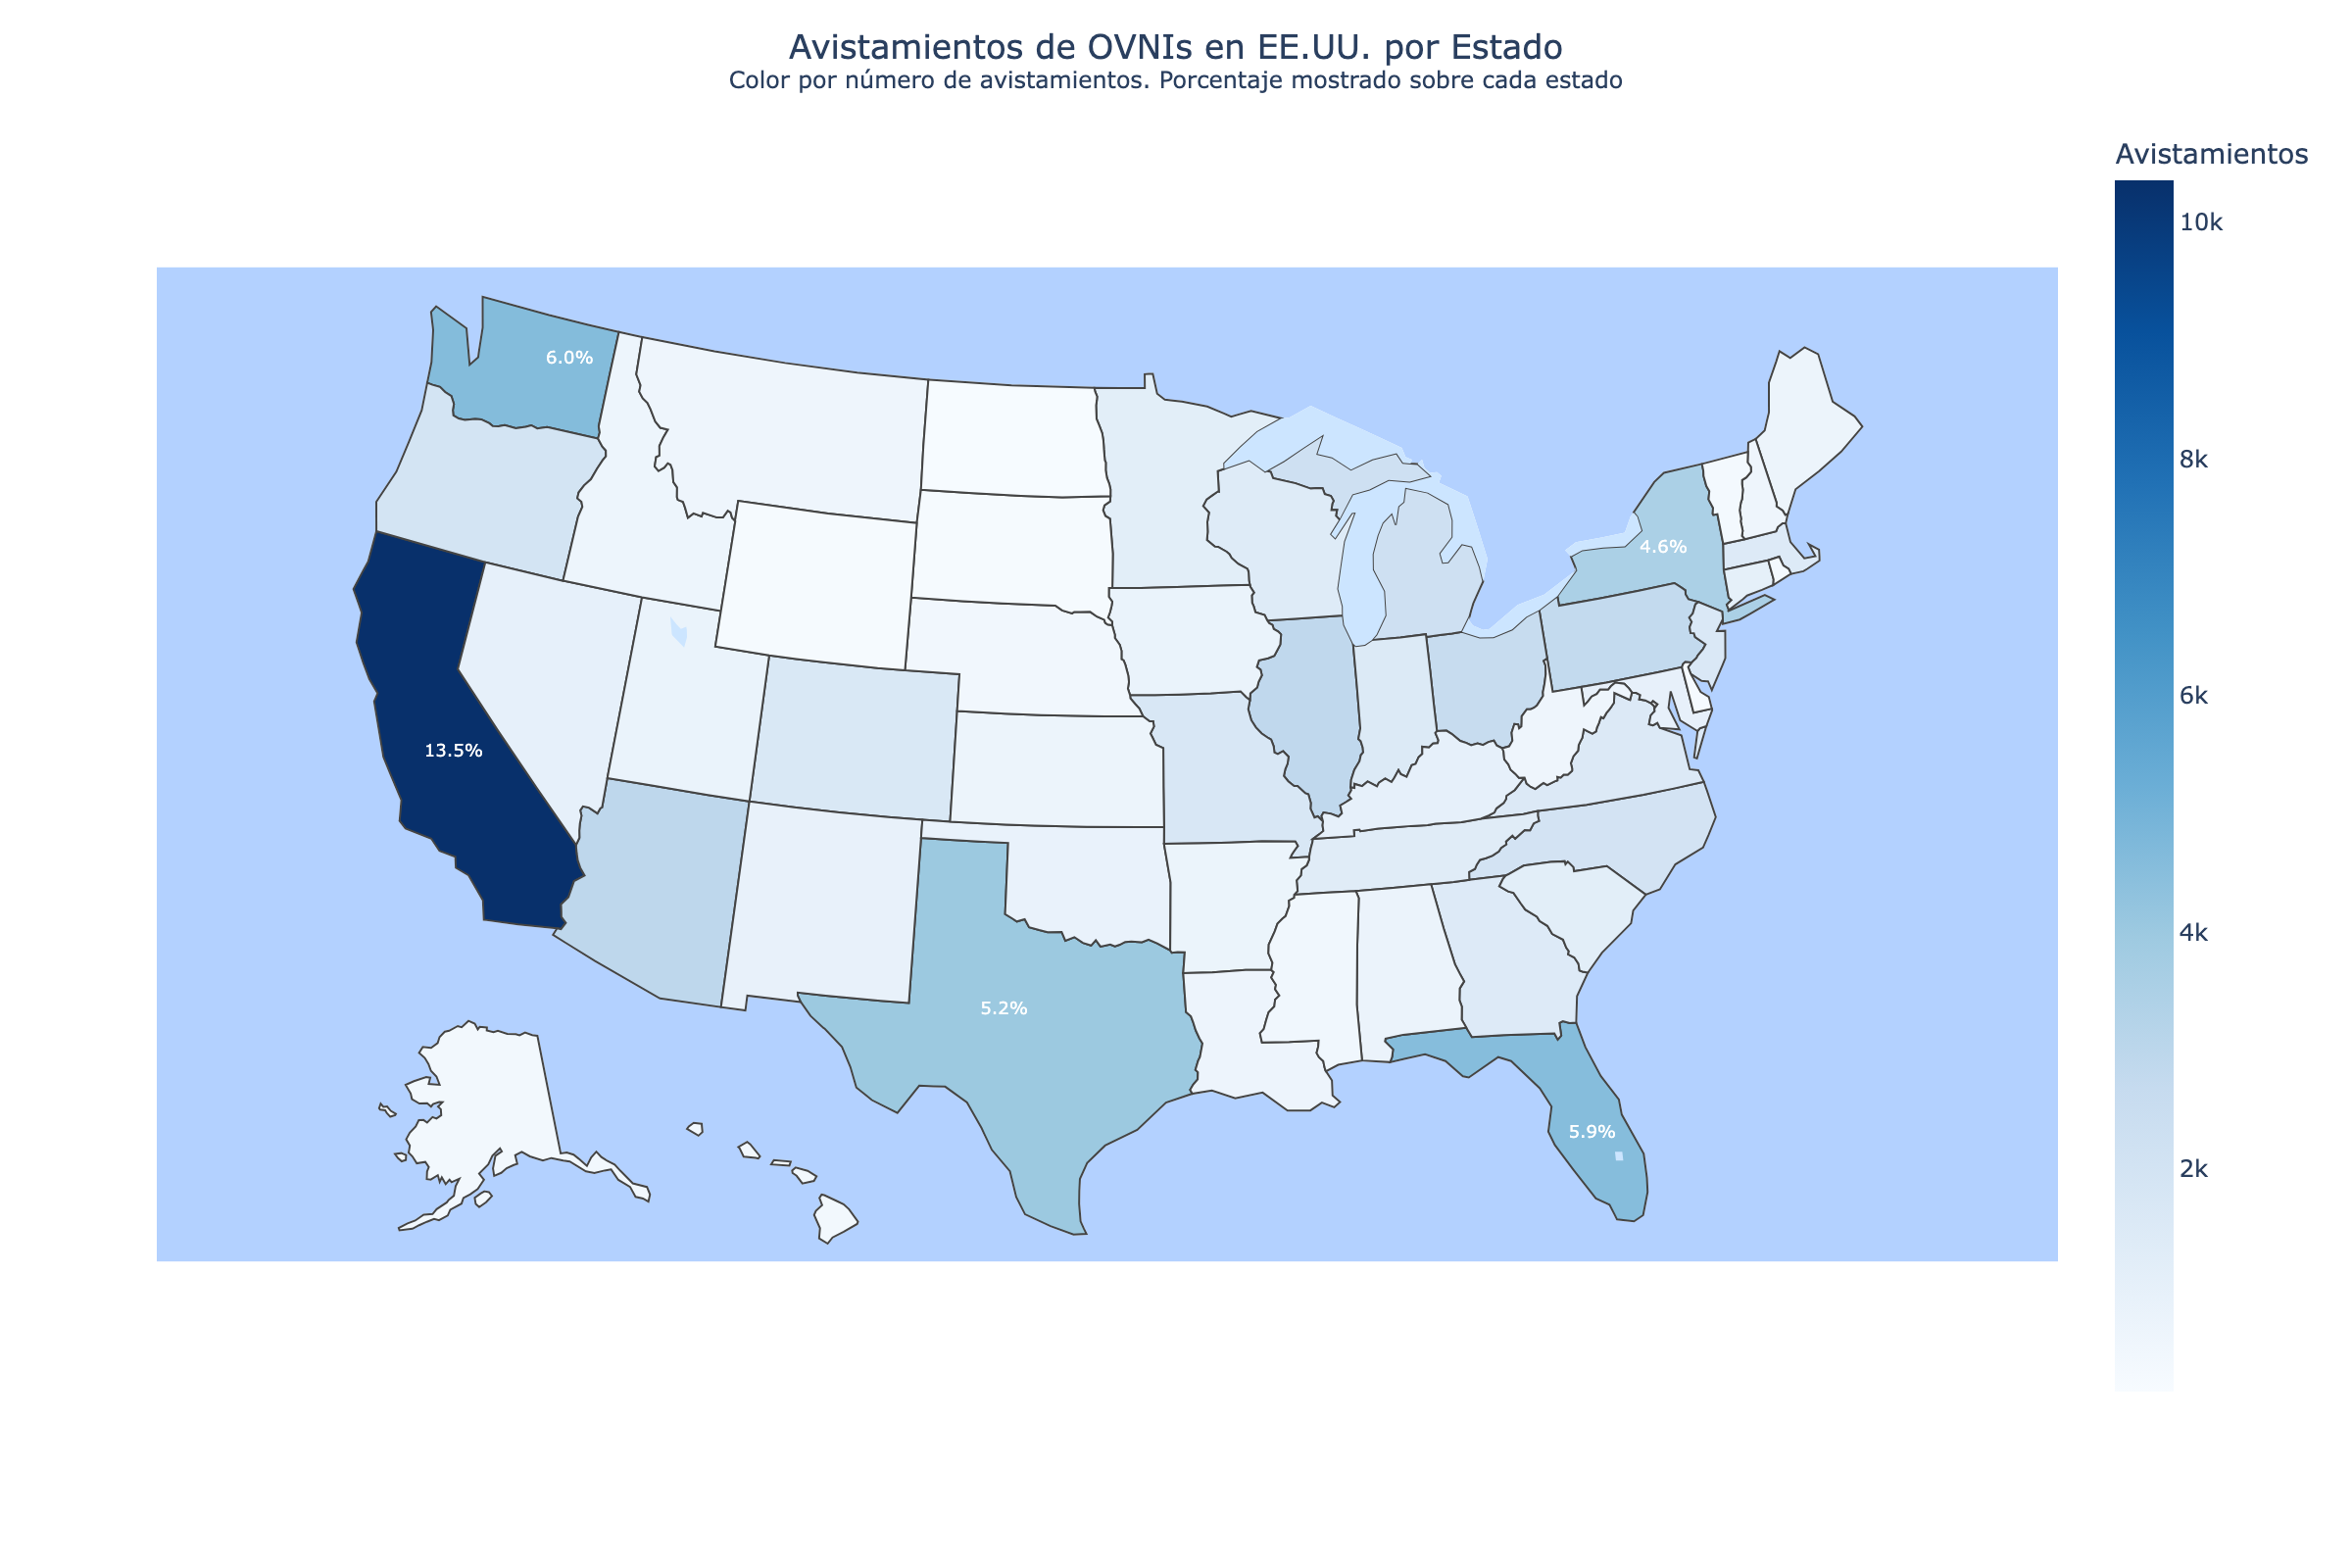 Avistamientos de OVNIs en EE.UU. por Estado
Color por número de avistamientos. Porcentaje mostrado sobre cada estado
Avistamientos
10k
8k
6k
4k
2k
6.0%
4.6%
13.5%
5.2%
5.9%